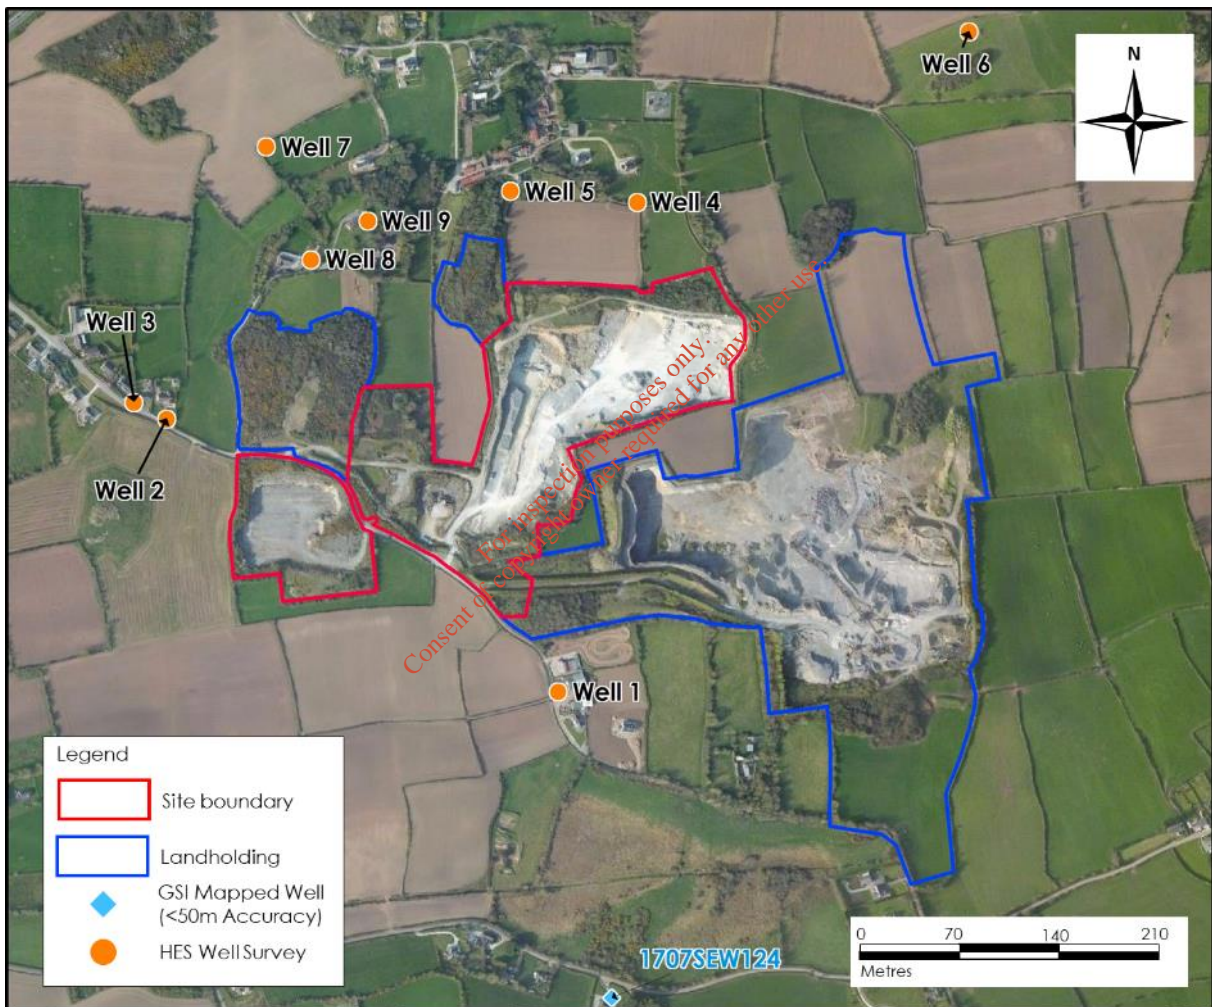 Well 6
N
Well 7
Well 5
Well 4
Well 9
Well 8
Well 3
Well 2
For inspection purposes only.
Consent of copyright owner required for any other use.
Well 1
Legend
Site boundary
Landholding
GSI Mapped Well
(<50m Accuracy)
HES Well Survey
1707SEW124
0 70 140 210
Metres